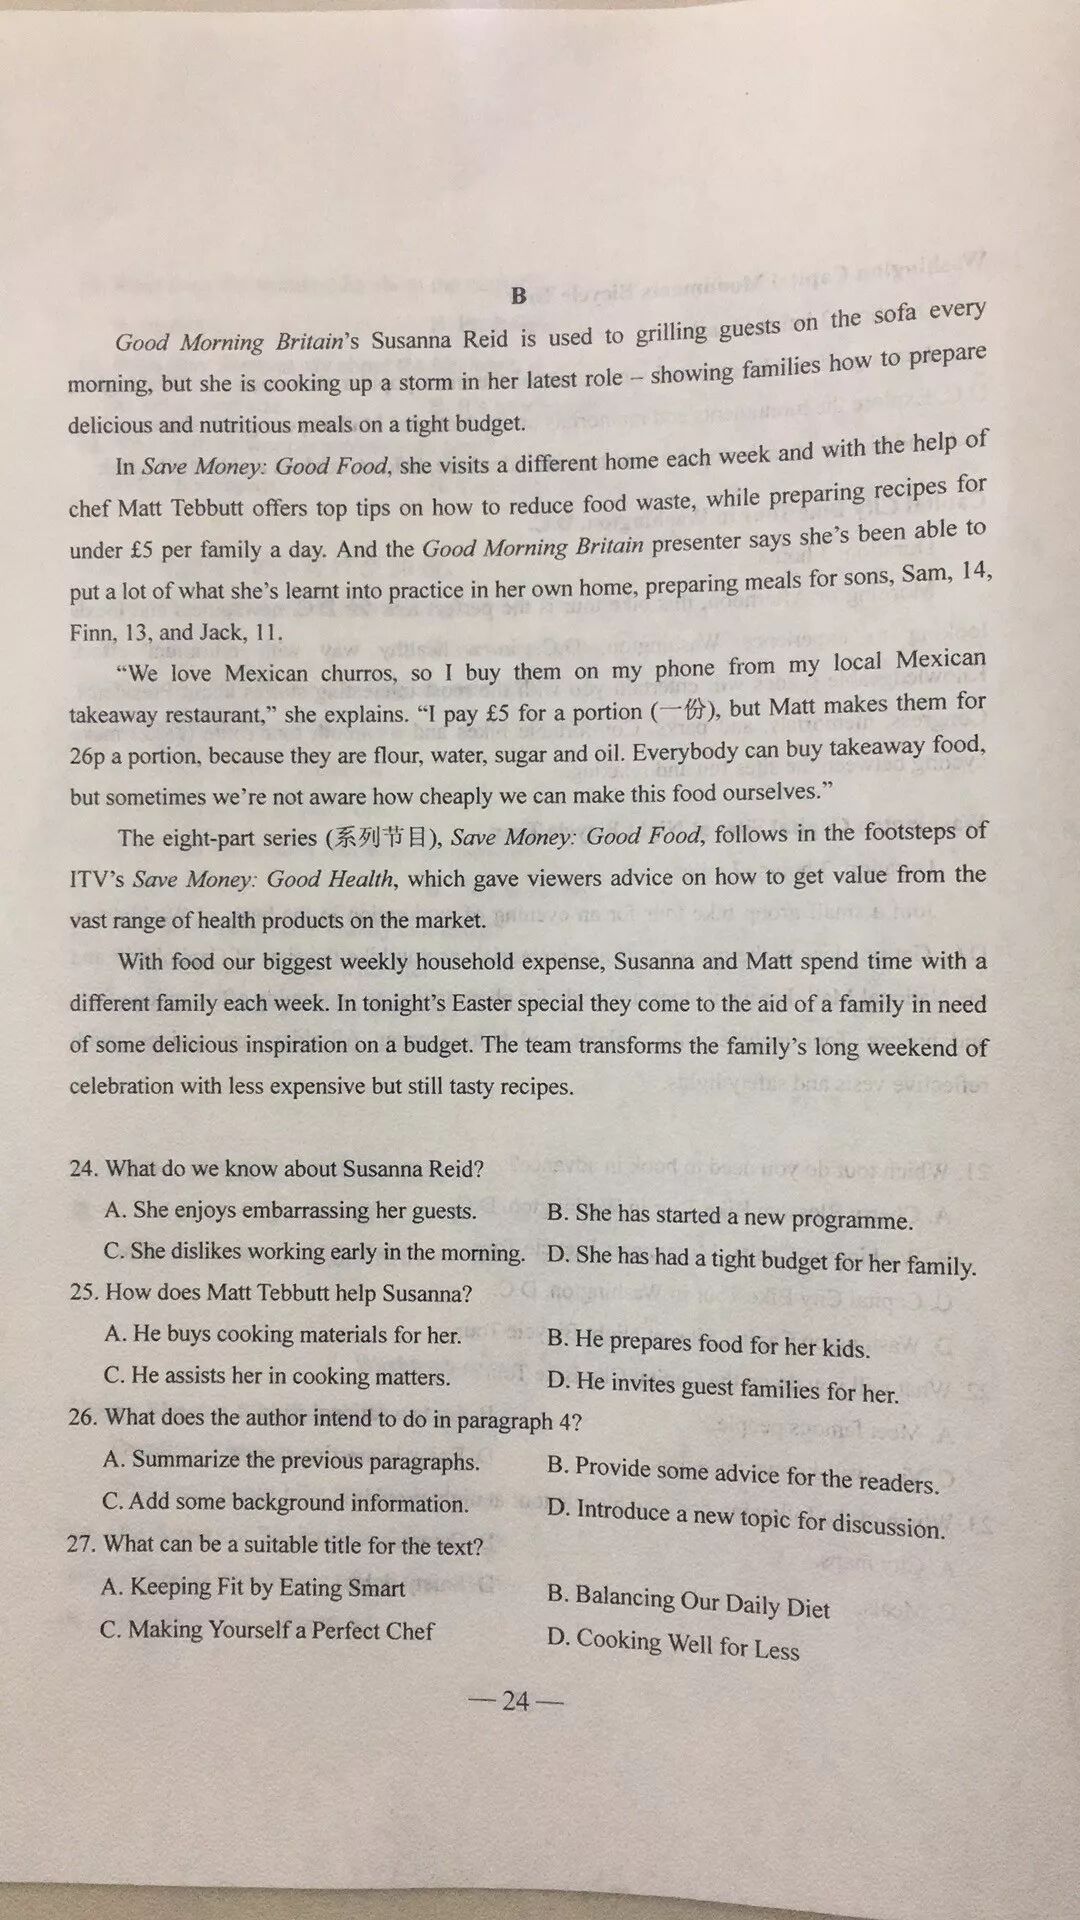 B
Good Morning Britain's Susanna Reid is used to grilling guests on the sofa every
morning, but she is cooking up a storm in her latest role – showing families how to prepare
delicious and nutritious meals on a tight budget.
In Save Money: Good Food, she visits a different home each week and with the help of
chef Matt Tebbutt offers top tips on how to reduce food waste, while preparing recipes for
under £5 per family a day. And the Good Morning Britain presenter says she's been able to
put a lot of what she's learnt into practice in her own home, preparing meals for sons, Sam, 14,
Finn, 13, and Jack, 11.
“We love Mexican churros, so I buy them on my phone from my local Mexican
takeaway restaurant,” she explains. “I pay £5 for a portion (一份), but Matt makes them for
26p a portion, because they are flour, water, sugar and oil. Everybody can buy takeaway food,
but sometimes we're not aware how cheaply we can make this food ourselves.”
The eight-part series (系列节目), Save Money: Good Food, follows in the footsteps of
ITV's Save Money: Good Health, which gave viewers advice on how to get value from the
vast range of health products on the market.
With food our biggest weekly household expense, Susanna and Matt spend time with a
different family each week. In tonight's Easter special they come to the aid of a family in need
of some delicious inspiration on a budget. The team transforms the family's long weekend of
celebration with less expensive but still tasty recipes.
24. What do we know about Susanna Reid?
A. She enjoys embarrassing her guests. B. She has started a new programme.
C. She dislikes working early in the morning. D. She has had a tight budget for her family.
25. How does Matt Tebbutt help Susanna?
A. He buys cooking materials for her. B. He prepares food for her kids.
C. He assists her in cooking matters. D. He invites guest families for her.
26. What does the author intend to do in paragraph 4?
A. Summarize the previous paragraphs. B. Provide some advice for the readers.
C. Add some background information. D. Introduce a new topic for discussion.
27. What can be a suitable title for the text?
A. Keeping Fit by Eating Smart B. Balancing Our Daily Diet
C. Making Yourself a Perfect Chef D. Cooking Well for Less
— 24 —